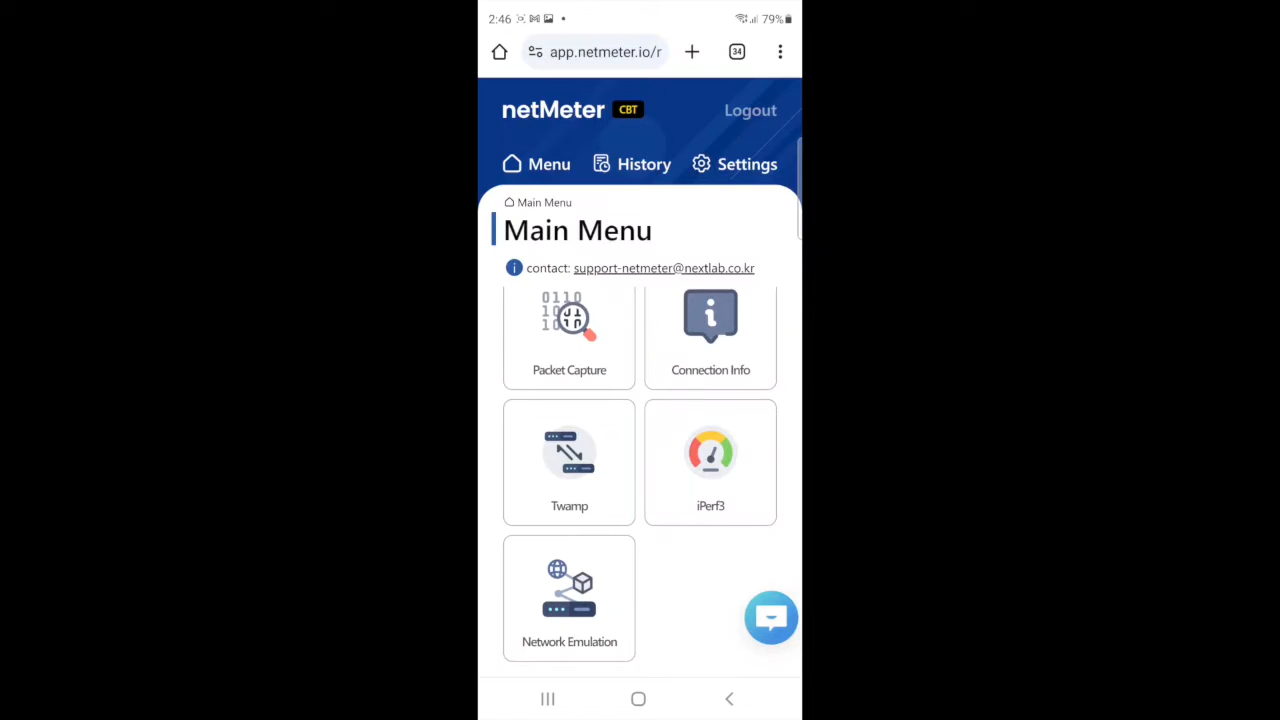 2:46
79%
app.netmeter.io/r
34
netMeter CBT
Logout
Menu
History
Settings
Main Menu
Main Menu
contact: support-netmeter@nextlab.co.kr
Packet Capture
Connection Info
Twamp
iPerf3
Network Emulation